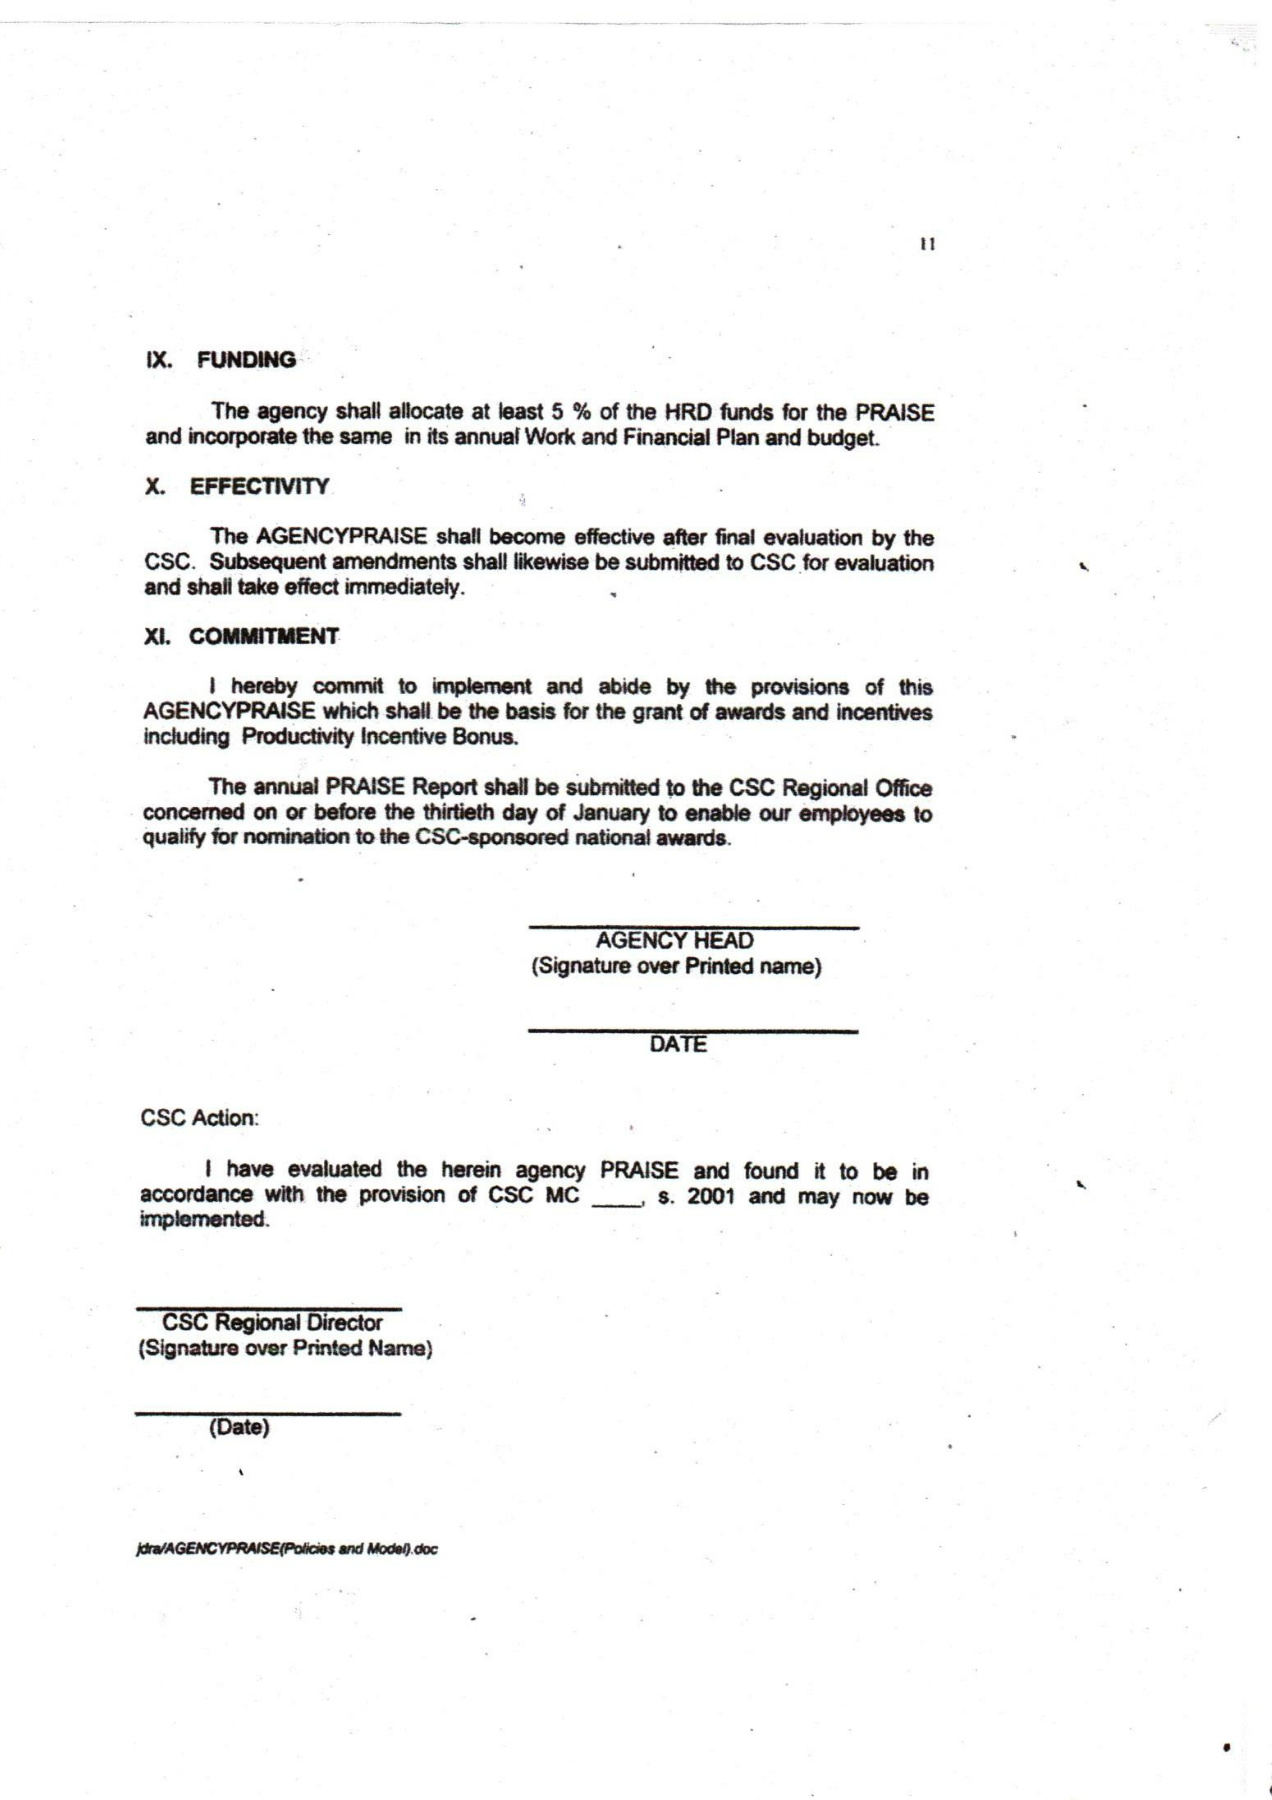 11
IX. FUNDING
The agency shall allocate at least 5 % of the HRD funds for the PRAISE
and incorporate the same in its annual Work and Financial Plan and budget.
X. EFFECTIVITY
The AGENCYPRAISE shall become effective after final evaluation by the
CSC. Subsequent amendments shall likewise be submitted to CSC for evaluation
and shall take effect immediately.
XI. COMMITMENT
I hereby commit to implement and abide by the provisions of this
AGENCYPRAISE which shall be the basis for the grant of awards and incentives
including Productivity Incentive Bonus.
The annual PRAISE Report shall be submitted to the CSC Regional Office
concerned on or before the thirtieth day of January to enable our employees to
qualify for nomination to the CSC-sponsored national awards.
AGENCY HEAD
(Signature over Printed name)
DATE
CSC Action:
I have evaluated the herein agency PRAISE and found it to be in
accordance with the provision of CSC MC ____, s. 2001 and may now be
implemented.
CSC Regional Director
(Signature over Printed Name)
(Date)
jdra/AGENCYPRAISE(Policies and Model).doc